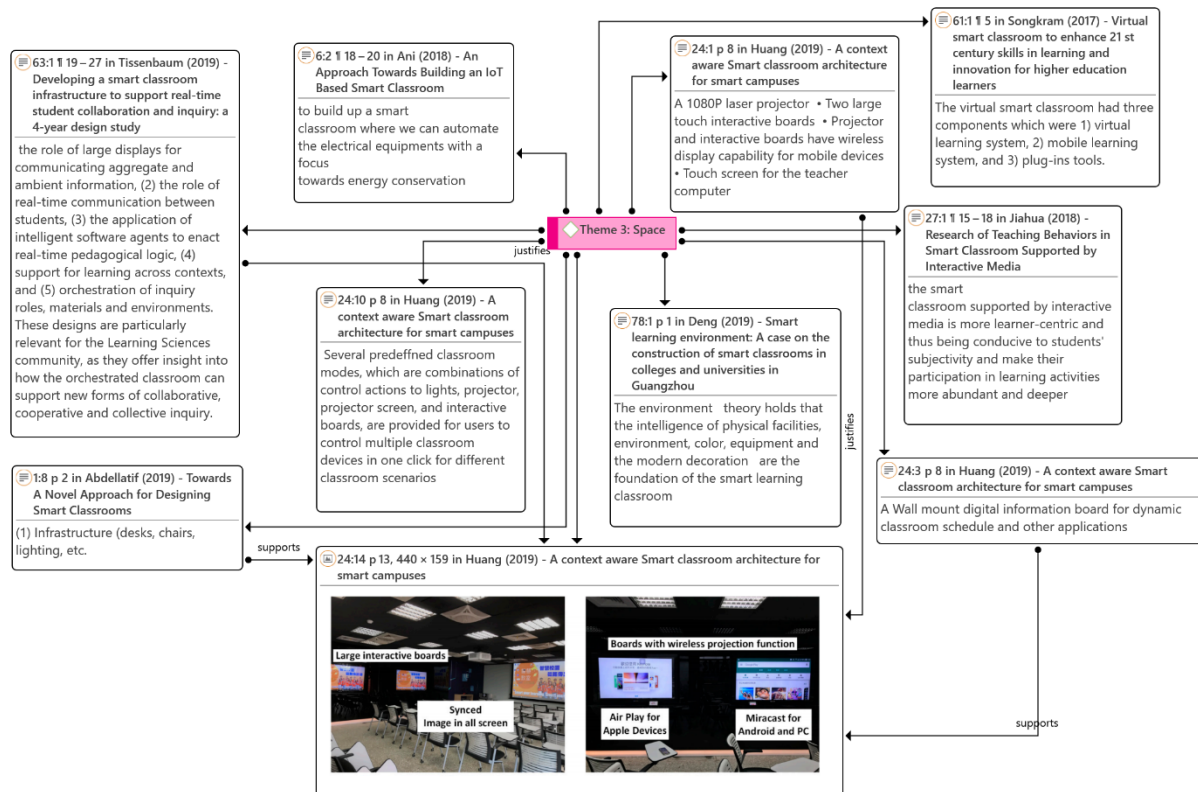 63:1 ¶ 19 – 27 in Tissenbaum (2019) -
Developing a smart classroom
infrastructure to support real-time
student collaboration and inquiry: a
4-year design study
the role of large displays for
communicating aggregate and
ambient information, (2) the role of
real-time communication between
students, (3) the application of
intelligent software agents to enact
real-time pedagogical logic, (4)
support for learning across contexts,
and (5) orchestration of inquiry
roles, materials and environments.
These designs are particularly
relevant for the Learning Sciences
community, as they offer insight into
how the orchestrated classroom can
support new forms of collaborative,
cooperative and collective inquiry.
6:2 ¶ 18 – 20 in Ani (2018) - An
Approach Towards Building an IoT
Based Smart Classroom
to build up a smart
classroom where we can automate
the electrical equipments with a
focus
towards energy conservation
24:1 p 8 in Huang (2019) - A context
aware Smart classroom architecture
for smart campuses
A 1080P laser projector • Two large
touch interactive boards • Projector
and interactive boards have wireless
display capability for mobile devices
• Touch screen for the teacher
computer
61:1 ¶ 5 in Songkram (2017) - Virtual
smart classroom to enhance 21 st
century skills in learning and
innovation for higher education
learners
The virtual smart classroom had three
components which were 1) virtual
learning system, 2) mobile learning
system, and 3) plug-ins tools.
Theme 3: Space
justifies
27:1 ¶ 15 – 18 in Jiahua (2018) -
Research of Teaching Behaviors in
Smart Classroom Supported by
Interactive Media
the smart
classroom supported by interactive
media is more learner-centric and
thus being conducive to students'
subjectivity and make their
participation in learning activities
more abundant and deeper
24:10 p 8 in Huang (2019) - A
context aware Smart classroom
architecture for smart campuses
Several predeffned classroom
modes, which are combinations of
control actions to lights, projector,
projector screen, and interactive
boards, are provided for users to
control multiple classroom
devices in one click for different
classroom scenarios
78:1 p 1 in Deng (2019) - Smart
learning environment: A case on the
construction of smart classrooms in
colleges and universities in
Guangzhou
The environment theory holds that
the intelligence of physical facilities,
environment, color, equipment and
the modern decoration are the
foundation of the smart learning
classroom
justifies
1:8 p 2 in Abdellatif (2019) - Towards
A Novel Approach for Designing
Smart Classrooms
(1) Infrastructure (desks, chairs,
lighting, etc.
supports
24:3 p 8 in Huang (2019) - A context aware Smart
classroom architecture for smart campuses
A Wall mount digital information board for dynamic
classroom schedule and other applications
supports
24:14 p 13, 440 × 159 in Huang (2019) - A context aware Smart classroom architecture for
smart campuses
Large interactive boards
Synced
Image in all screen
Boards with wireless projection function
Air Play for
Apple Devices
Miracast for
Android and PC